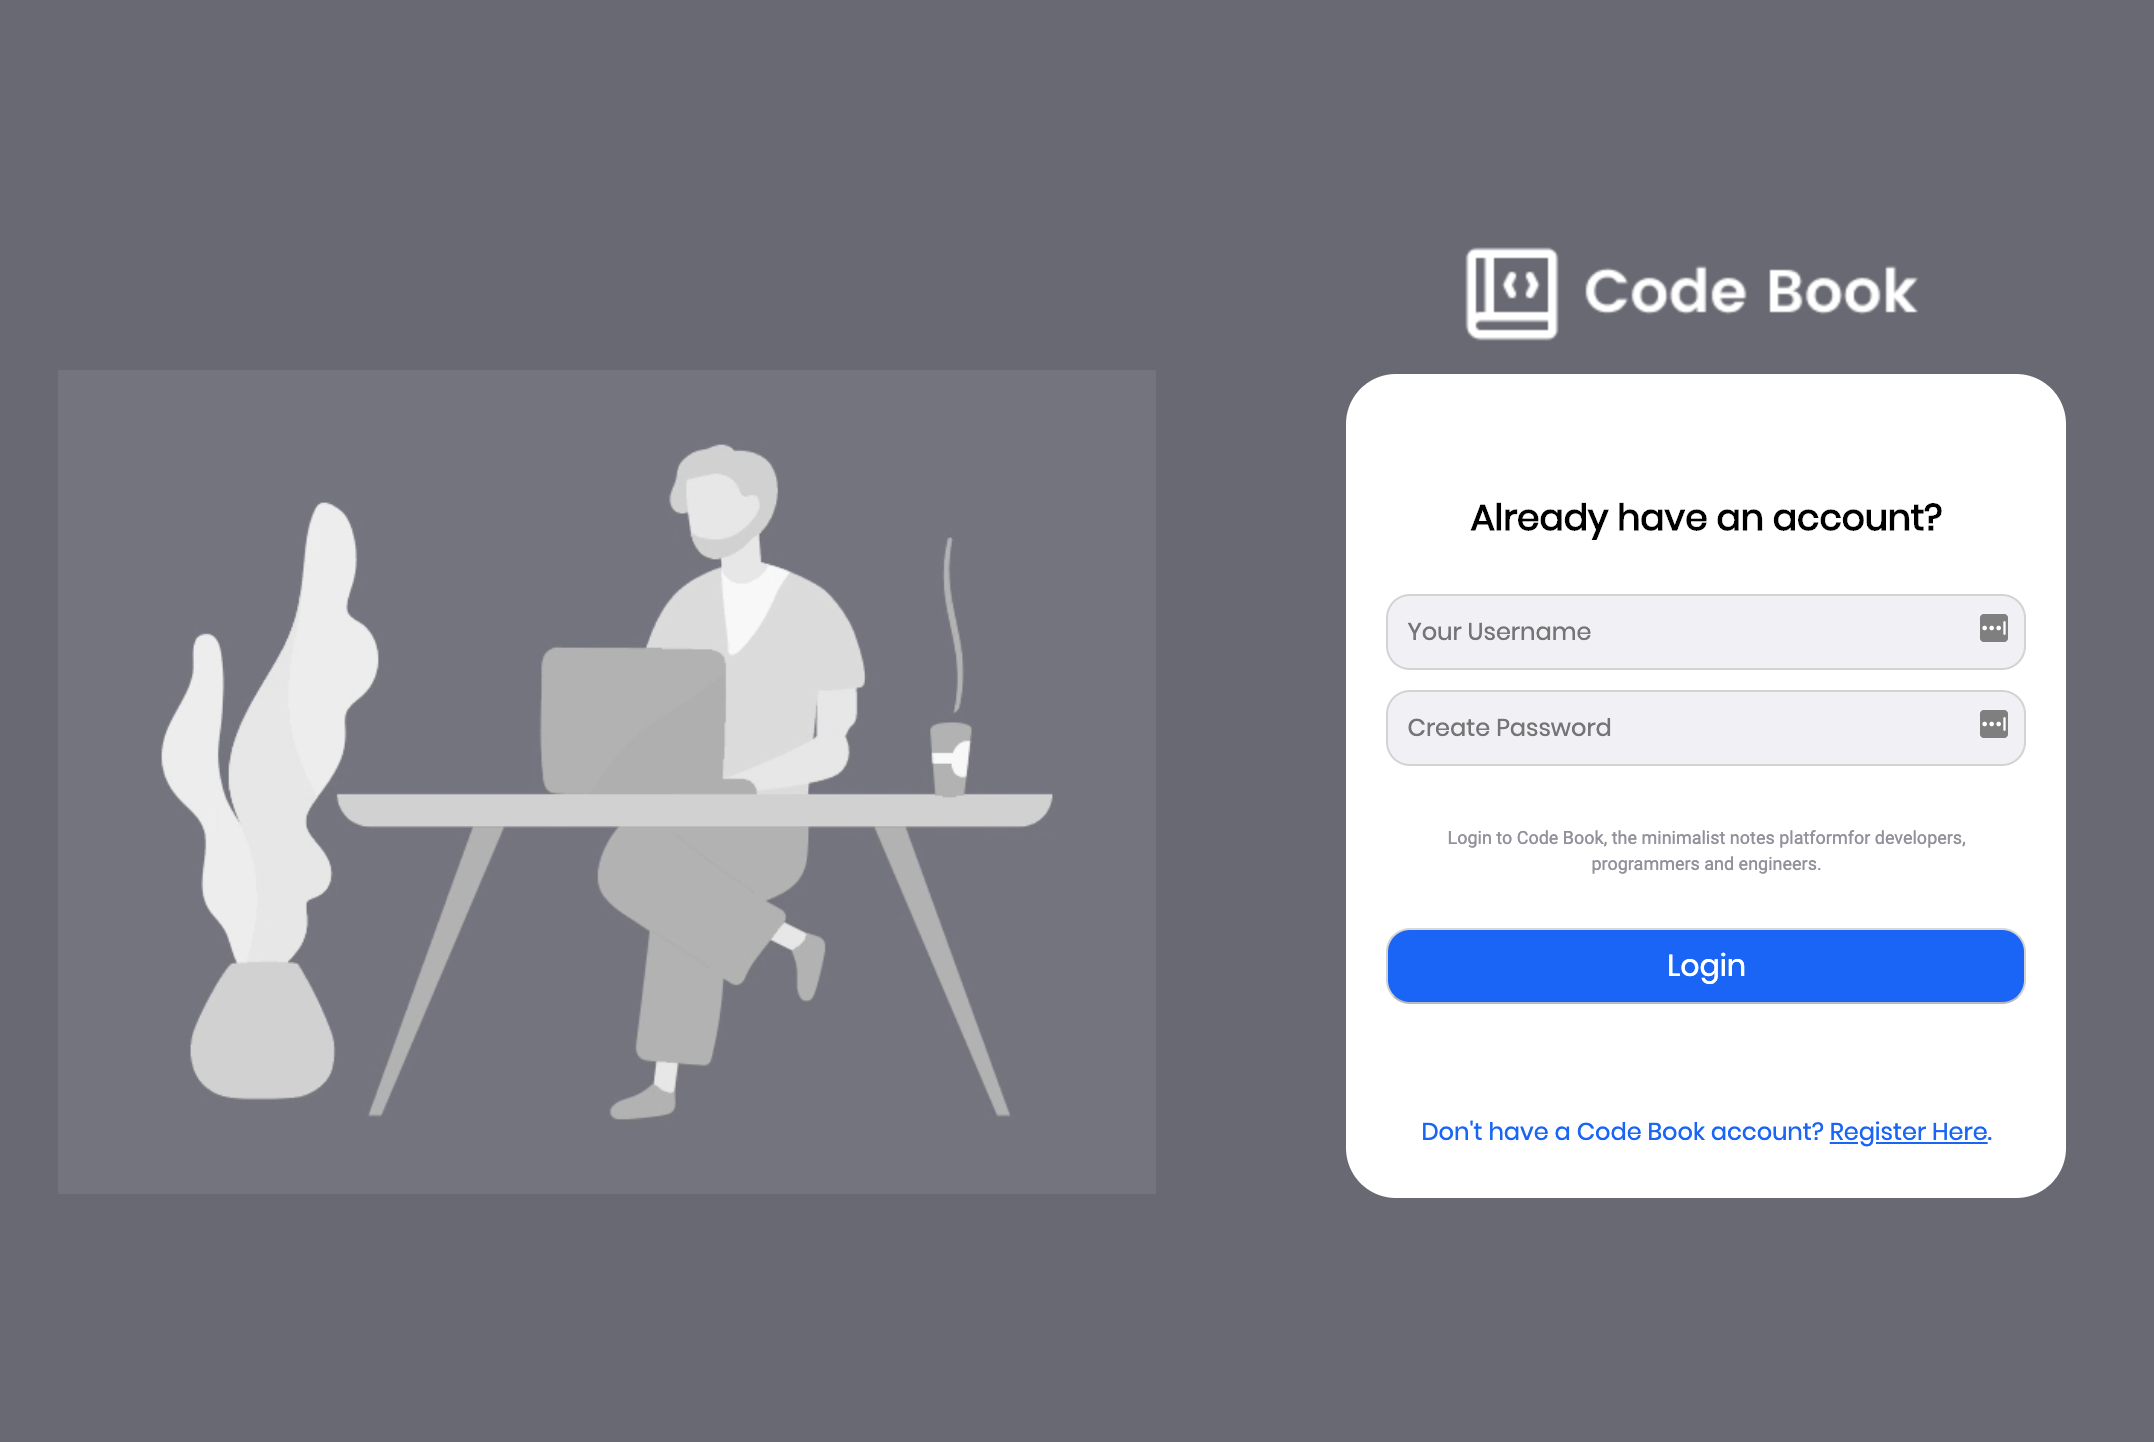 Code Book
Already have an account?
Your Username
Create Password
Login to Code Book, the minimalist notes platformfor developers,
programmers and engineers.
Login
Don't have a Code Book account? Register Here.